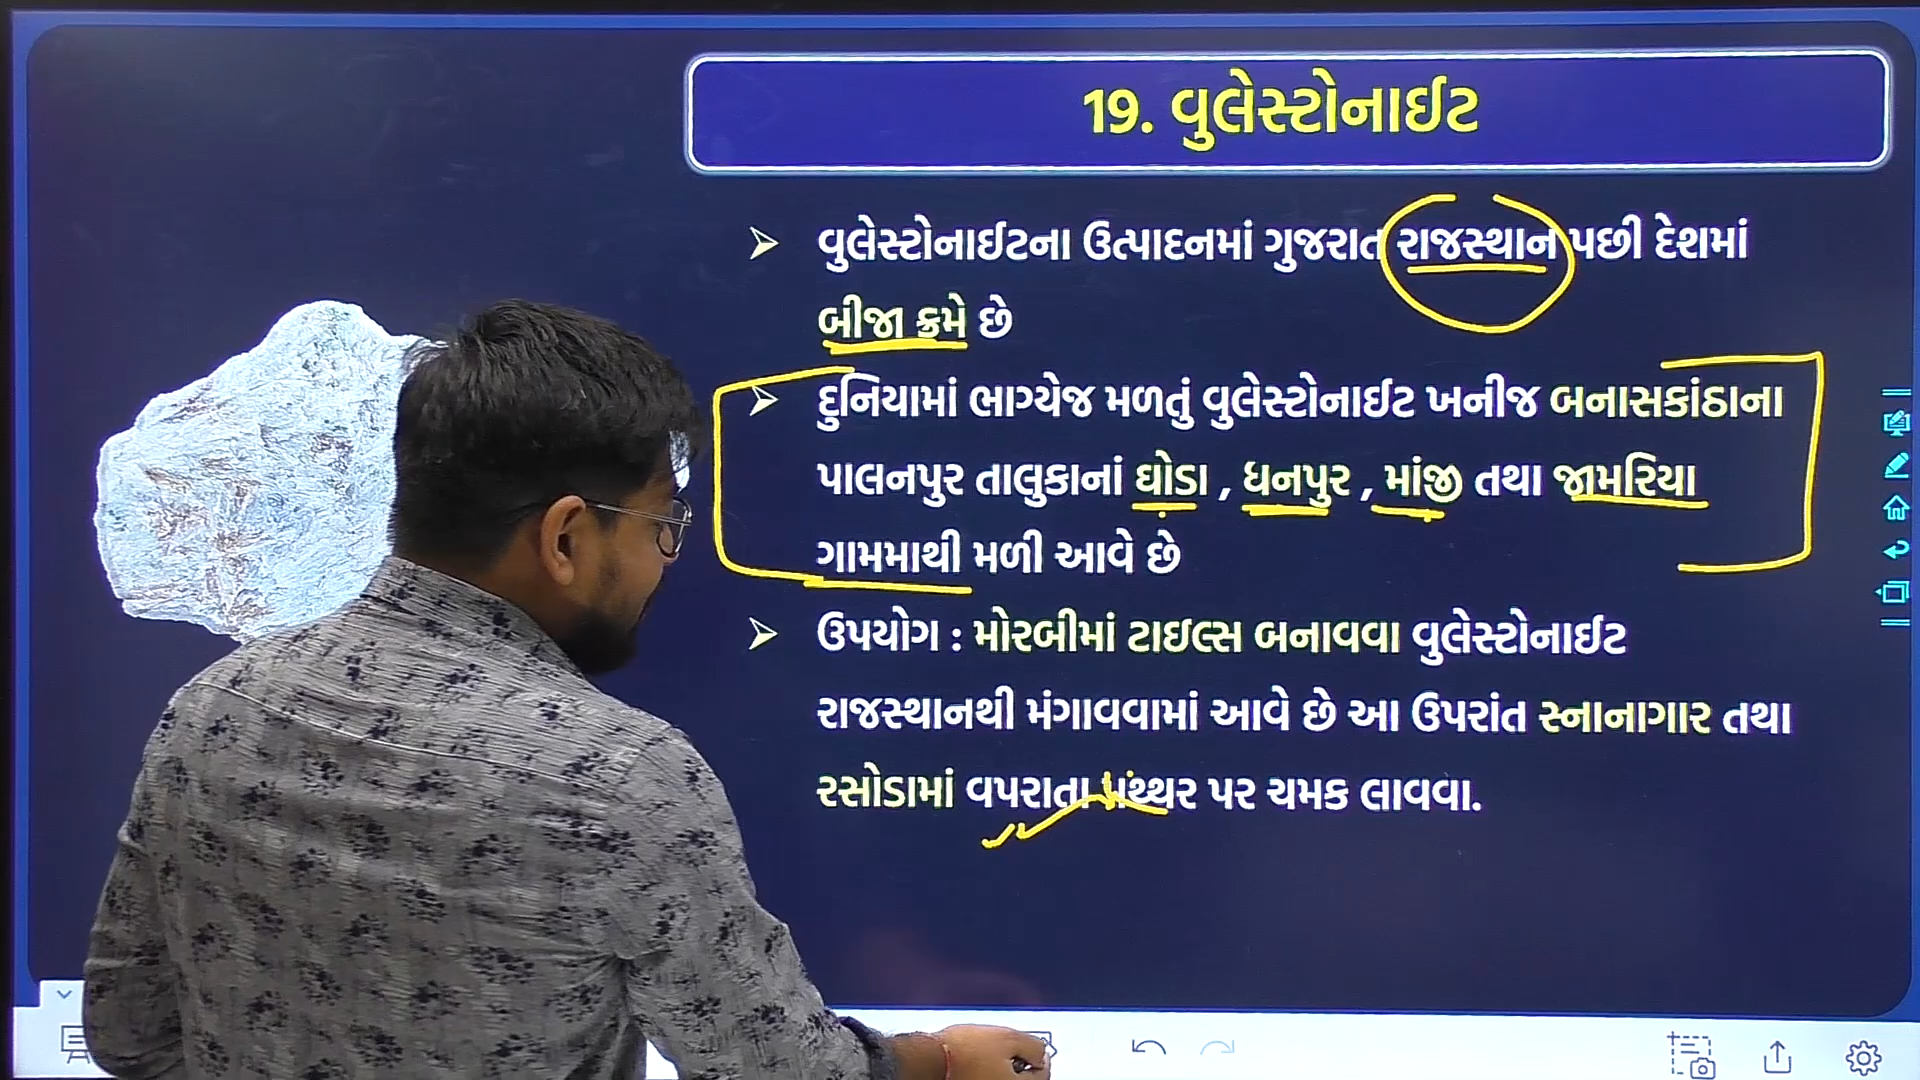 19. વુલેસ્ટોનાઈટ
વુલેસ્ટોનાઈટના ઉત્પાદનમાં ગુજરાત રાજસ્થાન પછી દેશમાં
બીજા ક્રમે છે
દુનિયામાં ભાગ્યેજ મળતું વુલેસ્ટોનાઈટ ખનીજ બનાસકાંઠાના
પાલનપુર તાલુકાનાં ઘોડા , ધનપુર , માંજી તથા જામરિયા
ગામમાથી મળી આવે છે
ઉપયોગ : મોરબીમાં ટાઇલ્સ બનાવવા વુલેસ્ટોનાઈટ
રાજસ્થાનથી મંગાવવામાં આવે છે આ ઉપરાંત સ્નાનાગાર તથા
રસોડામાં વપરાતા પર ચમક લાવવા.